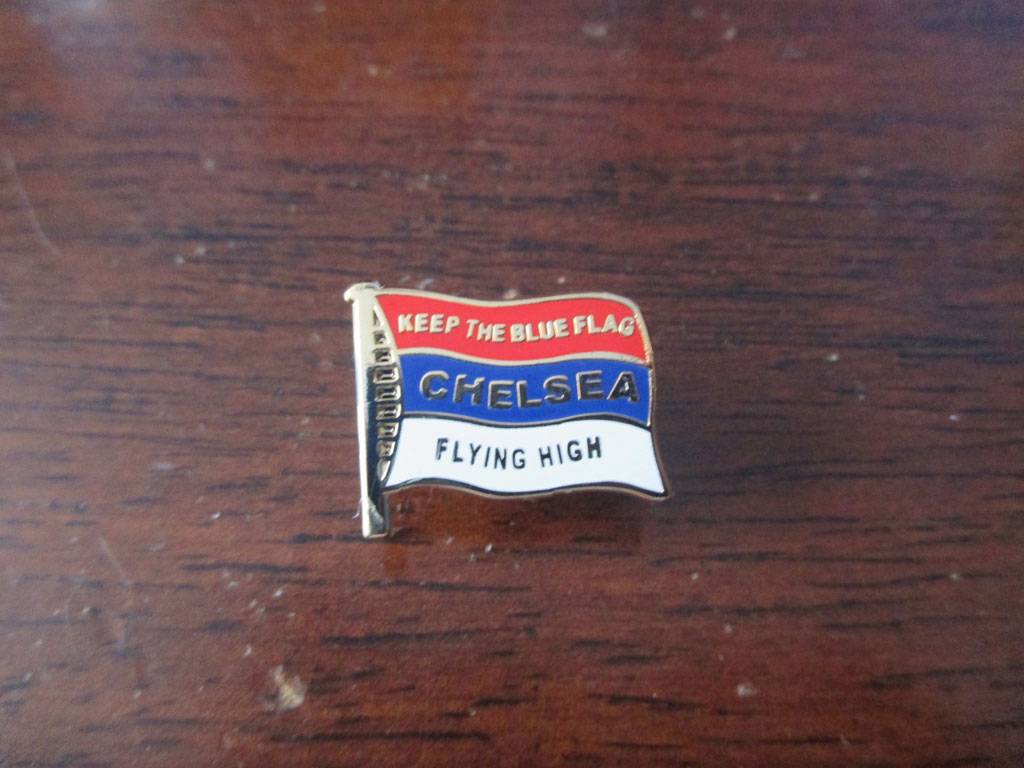 KEEP THE BLUE FLAG
CHELSEA
FLYING HIGH